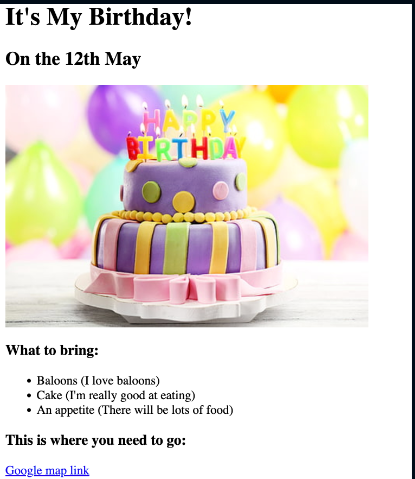 It's My Birthday!
On the 12th May
HAPPY
BIRTHDAY
What to bring:
Baloons (I love baloons)
Cake (I'm really good at eating)
An appetite (There will be lots of food)
This is where you need to go:
Google map link